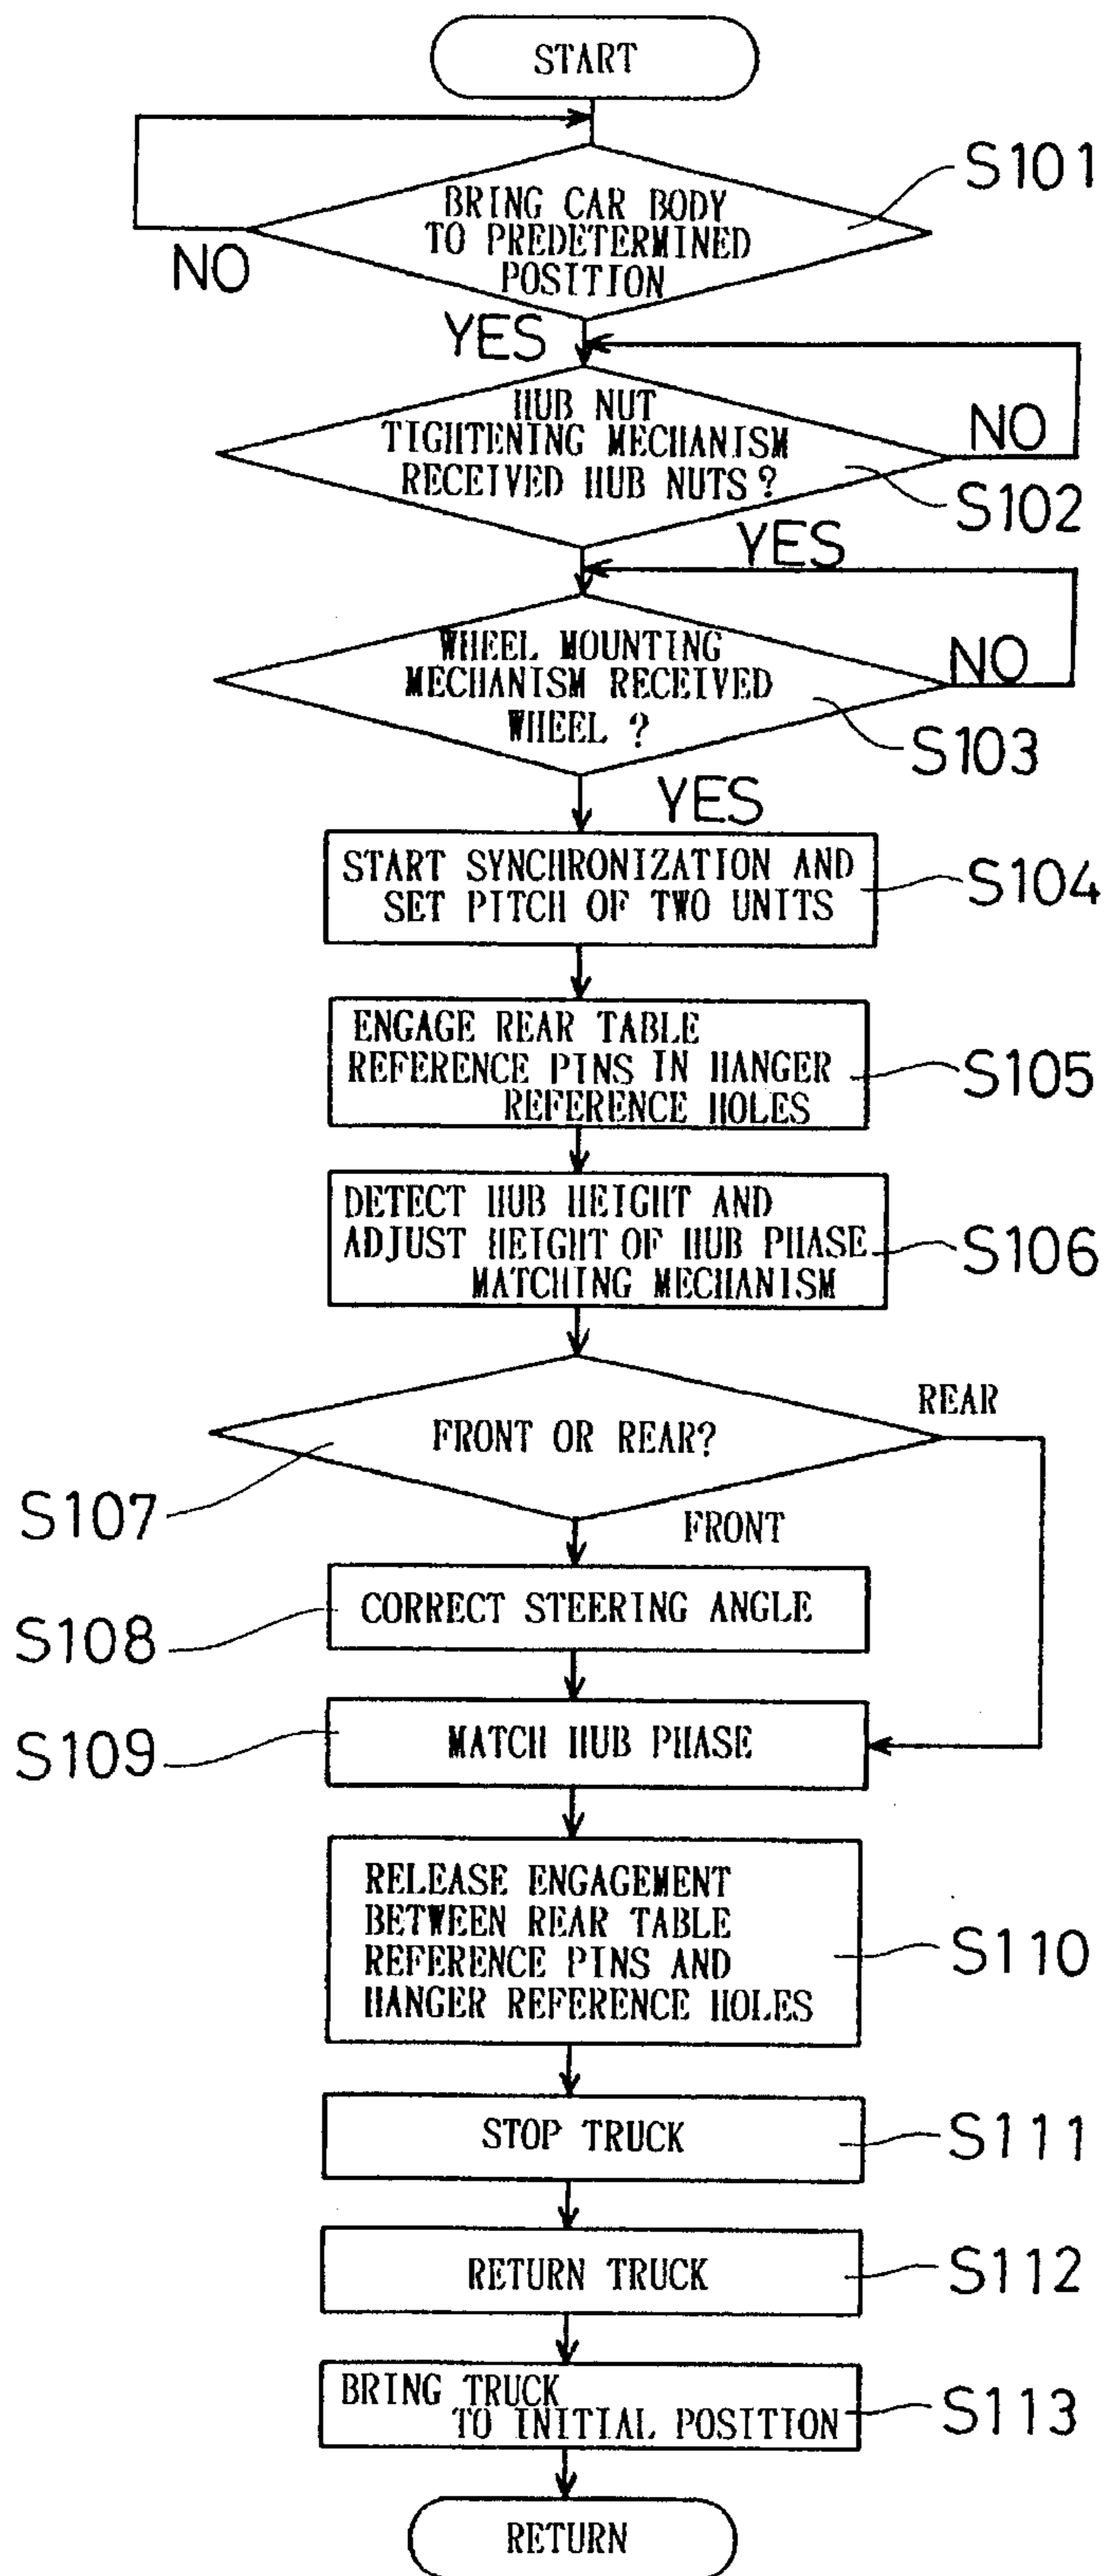 START
BRING CAR BODY
TO PREDETERMINED
POSITION
S101
NO
YES
HUB NUT
TIGHTENING MECHANISM
RECEIVED HUB NUTS?
NO
S102
YES
WHEEL MOUNTING
MECHANISM RECEIVED
WHEEL ?
NO
S103
YES
START SYNCHRONIZATION AND
SET PITCH OF TWO UNITS
S104
ENGAGE REAR TABLE
REFERENCE PINS IN HANGER
REFERENCE HOLES
S105
DETECT HUB HEIGHT AND
ADJUST HEIGHT OF HUB PHASE
MATCHING MECHANISM
S106
FRONT OR REAR?
REAR
S107
FRONT
CORRECT STEERING ANGLE
S108
MATCH HUB PHASE
S109
RELEASE ENGAGEMENT
BETWEEN REAR TABLE
REFERENCE PINS AND
HANGER REFERENCE HOLES
S110
STOP TRUCK
S111
RETURN TRUCK
S112
BRING TRUCK
TO INITIAL POSITION
S113
RETURN